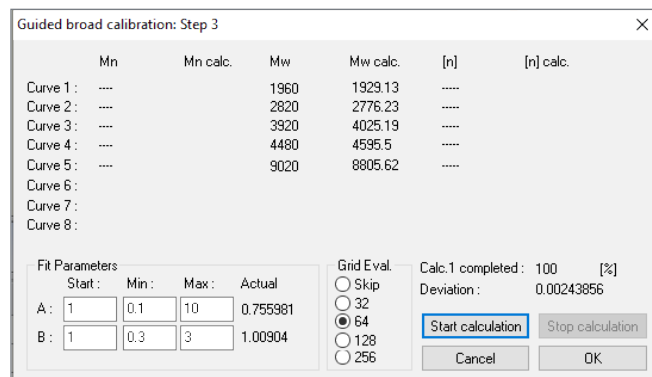 Guided broad calibration: Step 3
Mn Mn calc. Mw Mw calc. [n] [n] calc.
Curve 1 : ---- 1960 1929.13 -----
Curve 2 : ---- 2820 2776.23 -----
Curve 3 : ---- 3920 4025.19 -----
Curve 4 : ---- 4480 4595.5 -----
Curve 5 : ---- 9020 8805.62 -----
Curve 6 :
Curve 7 :
Curve 8 :
Fit Parameters
Start : Min : Max : Actual
A : 1 0.1 10 0.755981
B : 1 0.3 3 1.00904
Grid Eval.
Skip
32
64
128
256
Calc.1 completed : 100 [%]
Deviation : 0.00243856
Start calculation Stop calculation
Cancel OK